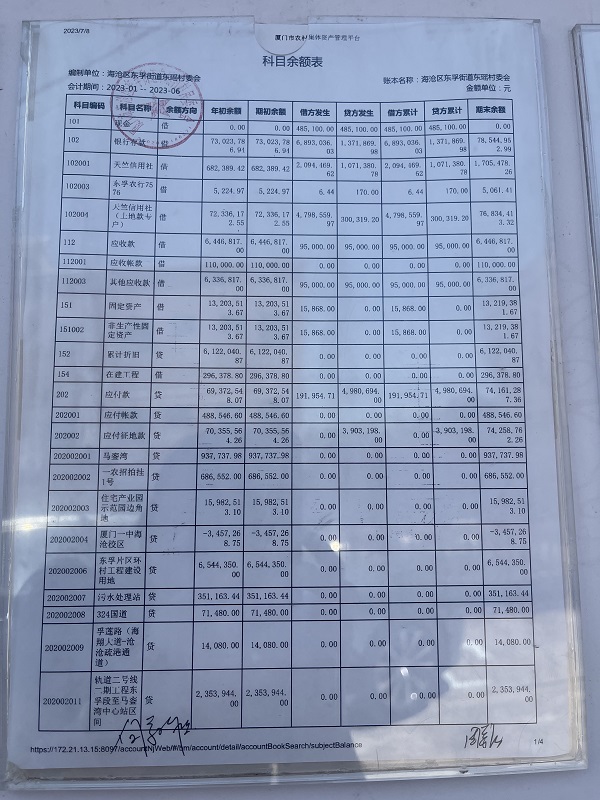 2023/7/8
厦门市农村集体资产管理平台
科目余额表
编制单位：海沧区东孚街道东瑶村委会 账本名称：海沧区东孚街道东瑶村委会
会计期间：2023-01 -- 2023-06 金额单位：元
科目编码 科目名称 余额方向 年初余额 期初余额 借方发生 贷方发生 借方累计 贷方累计 期末余额
101 现金 借 0.00 0.00 485,100.00 485,100.00 485,100.00 485,100.00 0.00
102 银行存款 借 73,023,786.94 73,023,786.94 6,893,036.03 1,371,869.98 6,893,036.03 1,371,869.98 78,544,952.99
102001 天竺信用社 借 682,389.42 682,389.42 2,094,469.62 1,071,380.78 2,094,469.62 1,071,380.78 1,705,478.26
102003 东孚农行7576 借 5,224.97 5,224.97 6.44 170.00 6.44 170.00 5,061.41
102004 天竺信用社（土地款专户） 借 72,336,172.55 72,336,172.55 4,798,559.97 300,319.20 4,798,559.97 300,319.20 76,834,413.32
112 应收款 借 6,446,817.00 6,446,817.00 95,000.00 95,000.00 95,000.00 95,000.00 6,446,817.00
112001 应收帐款 借 110,000.00 110,000.00 0.00 0.00 0.00 0.00 110,000.00
112003 其他应收款 借 6,336,817.00 6,336,817.00 95,000.00 95,000.00 95,000.00 95,000.00 6,336,817.00
151 固定资产 借 13,203,513.67 13,203,513.67 15,868.00 0.00 15,868.00 0.00 13,219,381.67
151002 非生产性固定资产 借 13,203,513.67 13,203,513.67 15,868.00 0.00 15,868.00 0.00 13,219,381.67
152 累计折旧 贷 6,122,040.87 6,122,040.87 0.00 0.00 0.00 0.00 6,122,040.87
154 在建工程 借 296,378.80 296,378.80 0.00 0.00 0.00 0.00 296,378.80
202 应付款 贷 69,372,548.07 69,372,548.07 191,954.71 4,980,694.00 191,954.71 4,980,694.00 74,161,287.36
202001 应付帐款 贷 488,546.60 488,546.60 0.00 0.00 0.00 0.00 488,546.60
202002 应付征地款 贷 70,355,564.26 70,355,564.26 0.00 3,903,198.00 0.00 3,903,198.00 74,258,762.26
202002001 马銮湾 贷 937,737.98 937,737.98 0.00 0.00 0.00 0.00 937,737.98
202002002 一农招拍挂1号 贷 686,552.00 686,552.00 0.00 0.00 0.00 0.00 686,552.00
202002003 住宅产业园示范园边角地 贷 15,982,513.10 15,982,513.10 0.00 0.00 0.00 0.00 15,982,513.10
202002004 厦门一中海沧校区 贷 -3,457,268.75 -3,457,268.75 0.00 0.00 0.00 0.00 -3,457,268.75
202002006 东孚片区环村工程建设用地 贷 6,544,350.00 6,544,350.00 0.00 0.00 0.00 0.00 6,544,350.00
202002007 污水处理站 贷 351,163.44 351,163.44 0.00 0.00 0.00 0.00 351,163.44
202002008 324国道 贷 71,480.00 71,480.00 0.00 0.00 0.00 0.00 71,480.00
202002009 孚莲路（海翔大道-沧沧疏港通道） 贷 14,080.00 14,080.00 0.00 0.00 0.00 0.00 14,080.00
202002011 轨道二号线二期工程东孚段至马銮湾中心站区间 贷 2,353,944.00 2,353,944.00 0.00 0.00 0.00 0.00 2,353,944.00
1/4